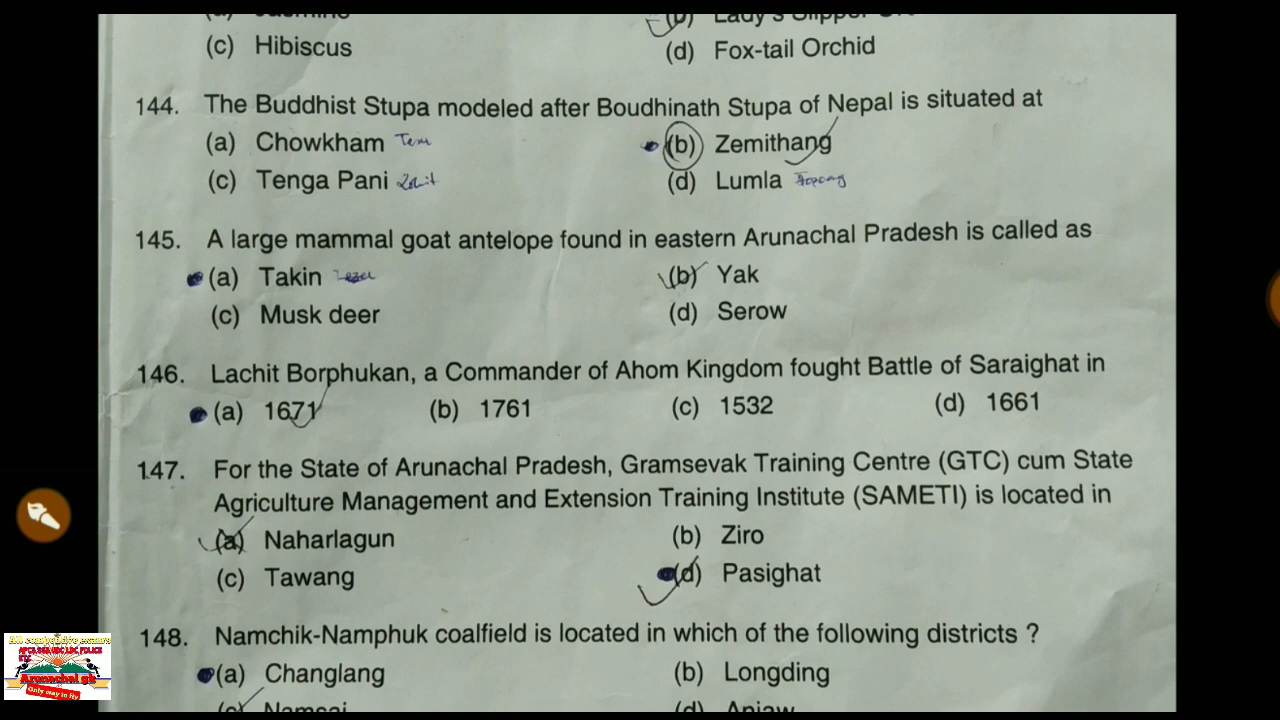 (c) Hibiscus
(d) Fox-tail Orchid
144. The Buddhist Stupa modeled after Boudhinath Stupa of Nepal is situated at
(a) Chowkham
(b) Zemithang
(c) Tenga Pani
(d) Lumla
145. A large mammal goat antelope found in eastern Arunachal Pradesh is called as
(a) Takin
(b) Yak
(c) Musk deer
(d) Serow
146. Lachit Borphukan, a Commander of Ahom Kingdom fought Battle of Saraighat in
(a) 1671 (b) 1761 (c) 1532 (d) 1661
147. For the State of Arunachal Pradesh, Gramsevak Training Centre (GTC) cum State
Agriculture Management and Extension Training Institute (SAMETI) is located in
(a) Naharlagun
(b) Ziro
(c) Tawang
(d) Pasighat
148. Namchik-Namphuk coalfield is located in which of the following districts ?
(a) Changlang
(b) Longding
Arunachal gk
Only way to fly